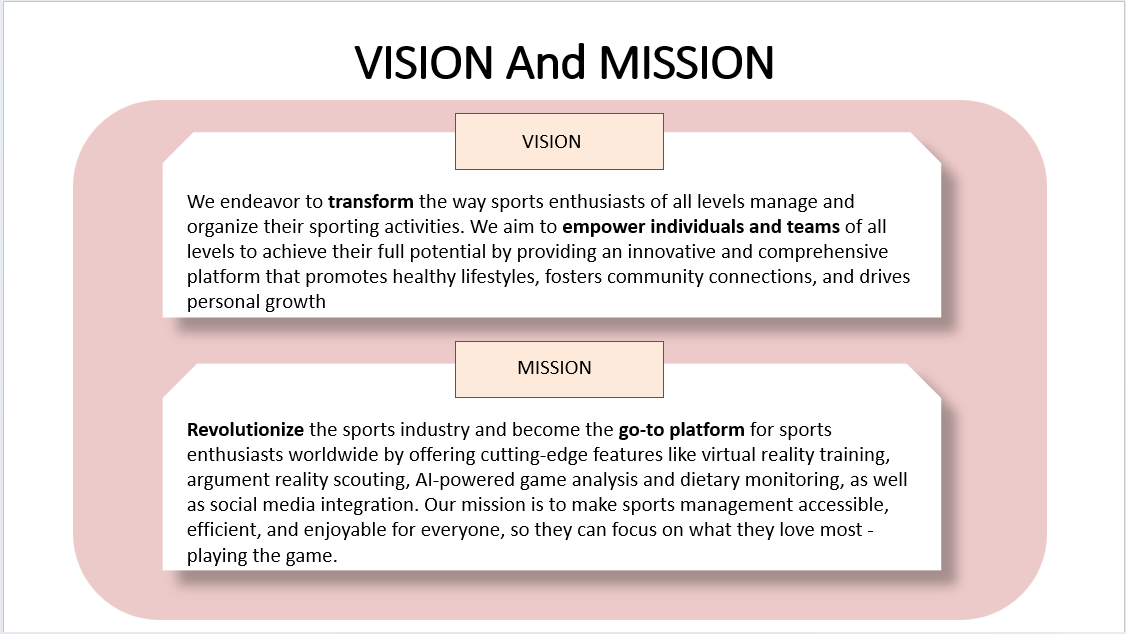 VISION And MISSION
VISION
We endeavor to transform the way sports enthusiasts of all levels manage and
organize their sporting activities. We aim to empower individuals and teams of all
levels to achieve their full potential by providing an innovative and comprehensive
platform that promotes healthy lifestyles, fosters community connections, and drives
personal growth
MISSION
Revolutionize the sports industry and become the go-to platform for sports
enthusiasts worldwide by offering cutting-edge features like virtual reality training,
argument reality scouting, AI-powered game analysis and dietary monitoring, as well
as social media integration. Our mission is to make sports management accessible,
efficient, and enjoyable for everyone, so they can focus on what they love most -
playing the game.